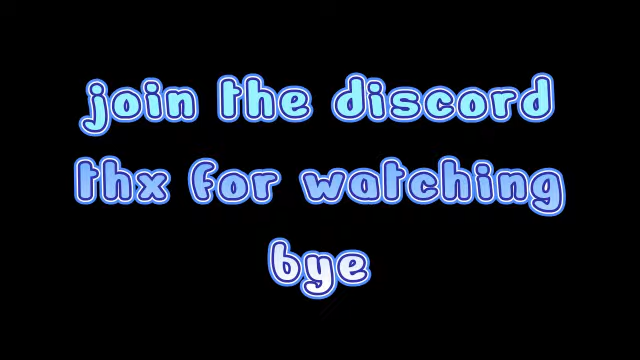 join the discord
thx for watching
bye